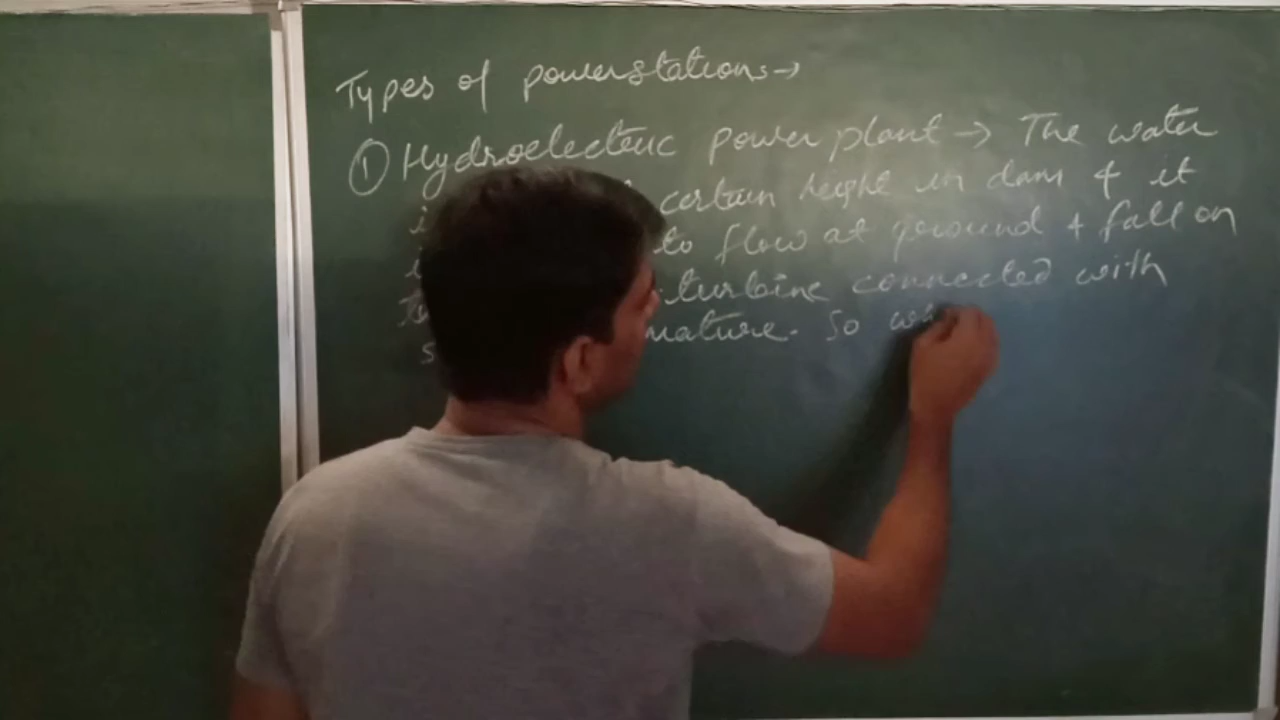 Types of powerstations →
① Hydroelectric power plant → The water
certain height in dam & it
to flow at ground & fall on
turbine connected with
So